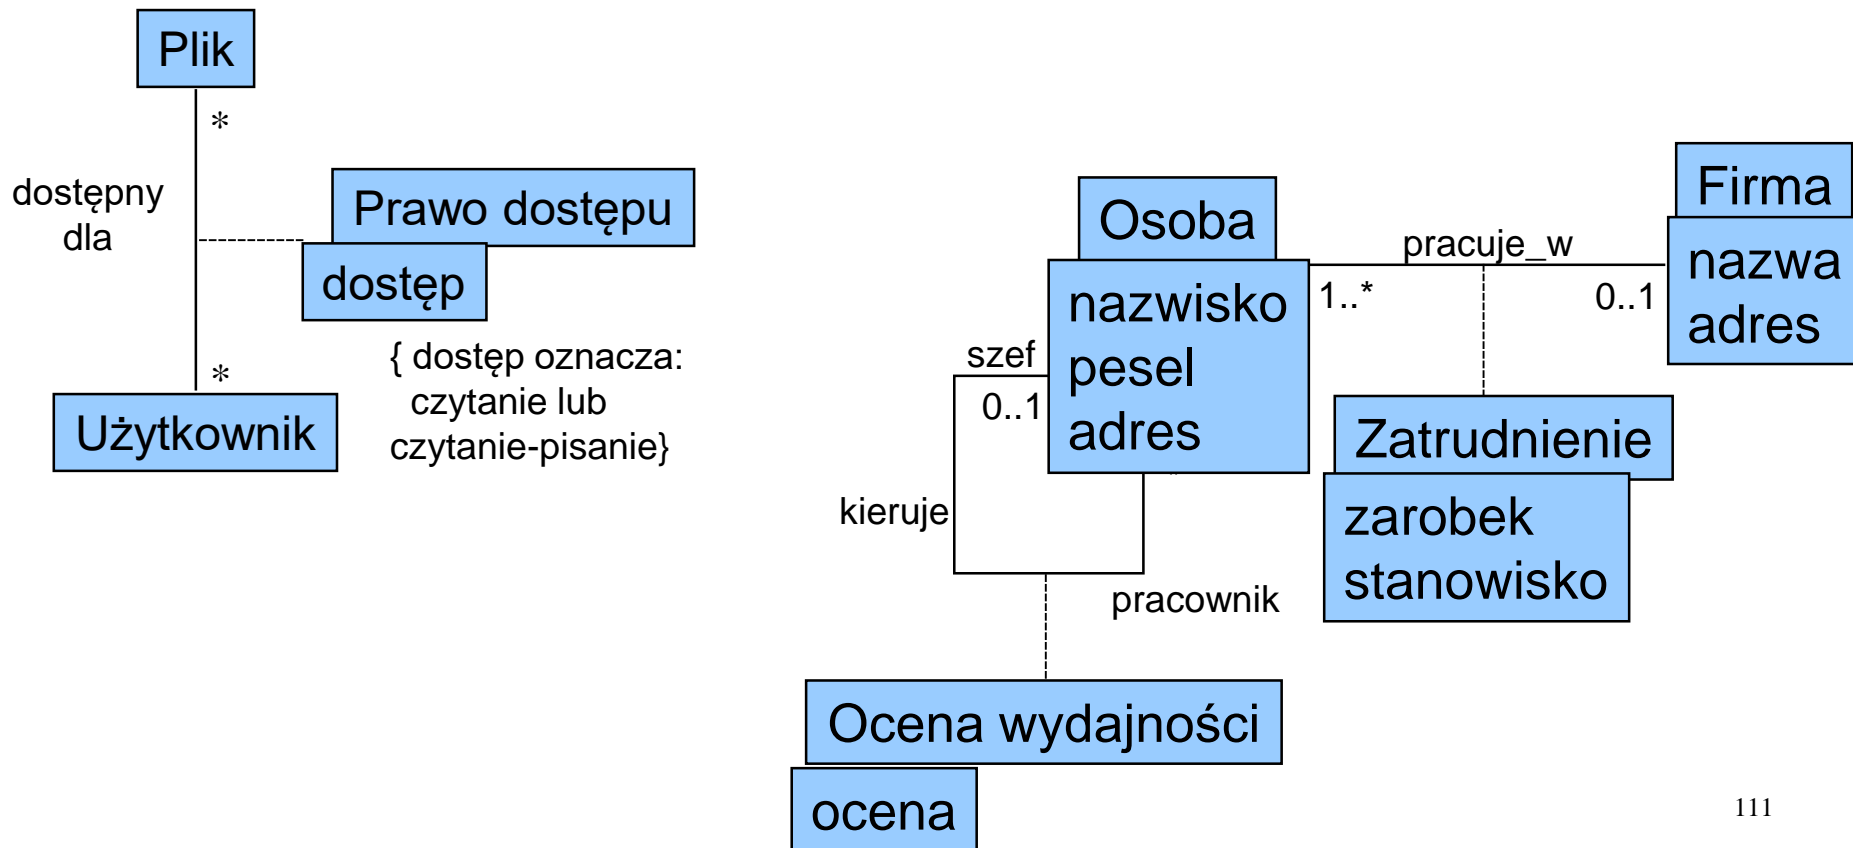 Plik
*
dostępny
dla
Prawo dostępu
dostęp
*
{ dostęp oznacza:
czytanie lub
czytanie-pisanie}
Użytkownik
Osoba
nazwisko
pesel
adres
pracuje_w
1..*
0..1
Firma
nazwa
adres
szef
0..1
kieruje
pracownik
Zatrudnienie
zarobek
stanowisko
Ocena wydajności
ocena
111